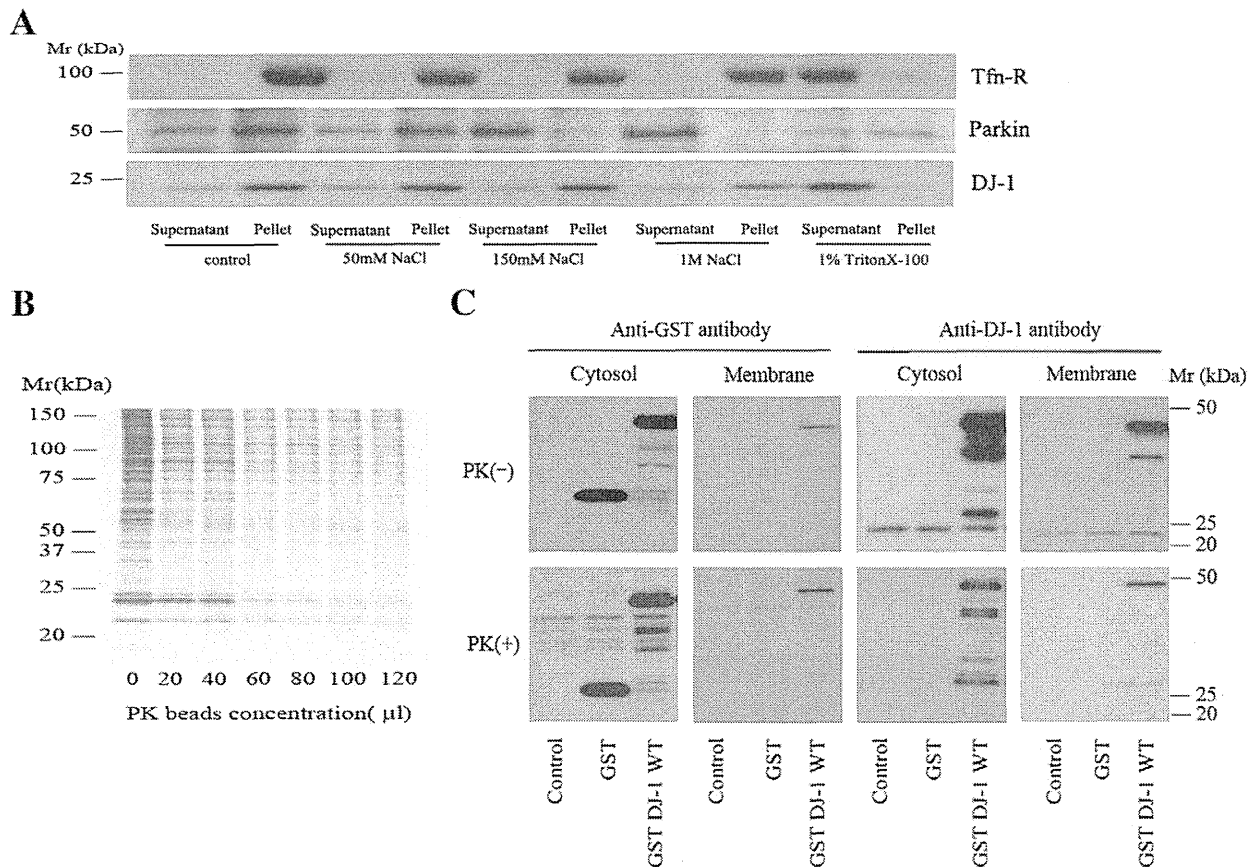 A
Mr (kDa)
100
Tfn-R
50
Parkin
25
DJ-1
Supernatant Pellet Supernatant Pellet Supernatant Pellet Supernatant Pellet Supernatant Pellet
control 50mM NaCl 150mM NaCl 1M NaCl 1% TritonX-100
B
Mr(kDa)
150
100
75
50
37
25
20
0 20 40 60 80 100 120
PK beads concentration( µl)
C
Anti-GST antibody Anti-DJ-1 antibody
Cytosol Membrane Cytosol Membrane Mr (kDa)
50
PK(−)
25
20
50
PK(+)
25
20
Control GST GST DJ-1 WT Control GST GST DJ-1 WT Control GST GST DJ-1 WT Control GST GST DJ-1 WT